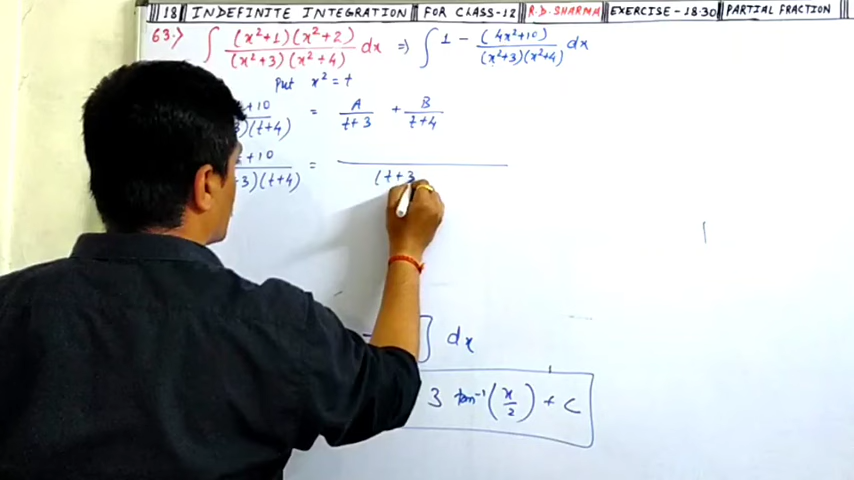 18 INDEFINITE INTEGRATION FOR CLASS-12 R.D. SHARMA EXERCISE - 18.30 PARTIAL FRACTION
63.> ∫ (x²+1)(x²+2) / (x²+3)(x²+4) dx ⇒ ∫ 1 - (4x²+10) / (x²+3)(x²+4) dx
Put x² = t
+10 / 3)(t+4) = A / t+3 + B / t+4
+10 / +3)(t+4) = (t+3
] dx
3 tan⁻¹(x/2) + C